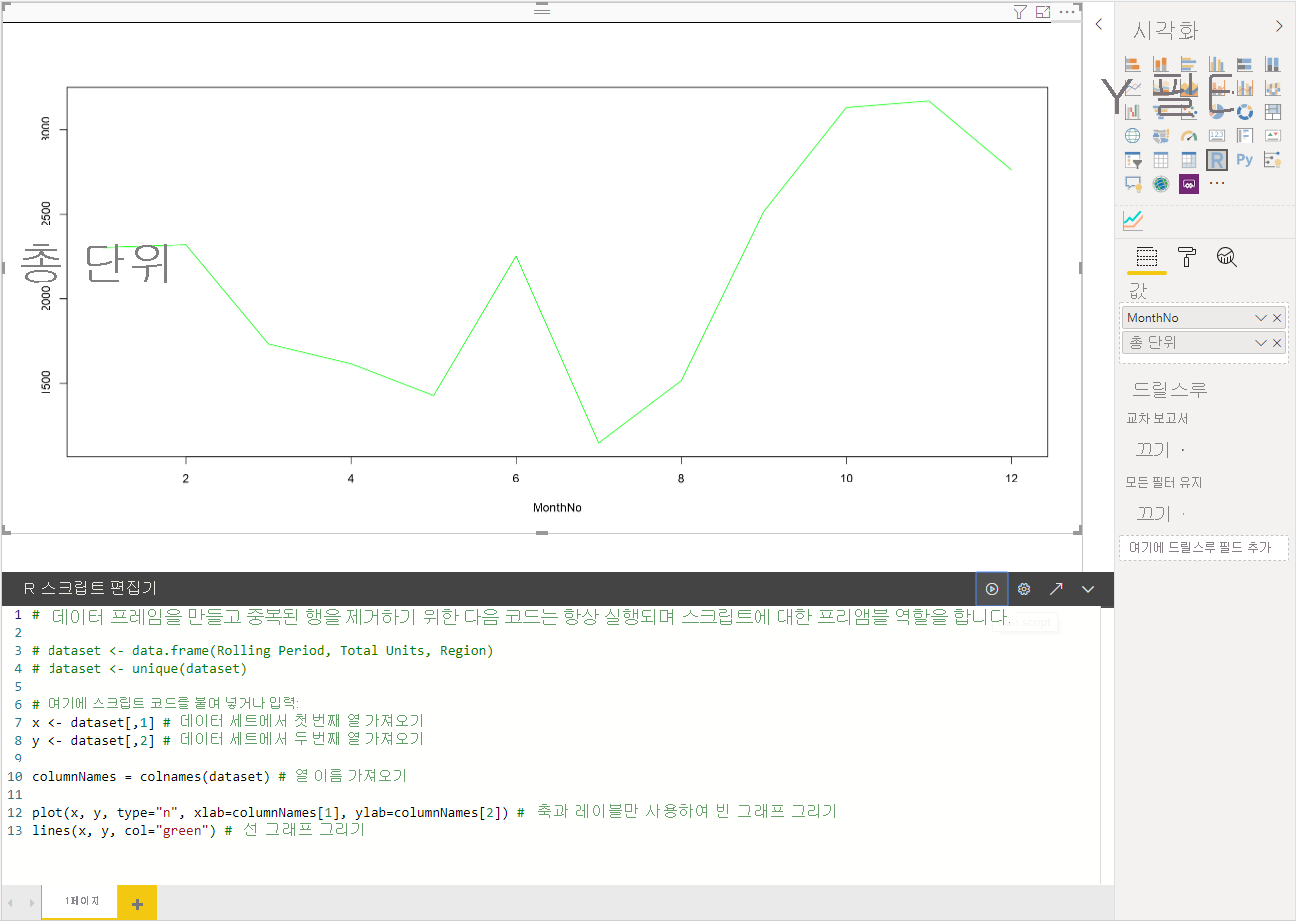 시각화
Y 필드
3000
2500
총 단위
2000
1500
2 4 6 8 10 12
MonthNo
123
R Py
값
MonthNo
총 단위
드릴스루
교차 보고서
끄기
모든 필터 유지
끄기
여기에 드릴스루 필드 추가
R 스크립트 편집기
1 # 데이터 프레임을 만들고 중복된 행을 제거하기 위한 다음 코드는 항상 실행되며 스크립트에 대한 프리앰블 역할을 합니다.
2
3 # dataset <- data.frame(Rolling Period, Total Units, Region)
4 # dataset <- unique(dataset)
5
6 # 여기에 스크립트 코드를 붙여 넣거나 입력:
7 x <- dataset[,1] # 데이터 세트에서 첫 번째 열 가져오기
8 y <- dataset[,2] # 데이터 세트에서 두 번째 열 가져오기
9
10 columnNames = colnames(dataset) # 열 이름 가져오기
11
12 plot(x, y, type="n", xlab=columnNames[1], ylab=columnNames[2]) # 축과 레이블만 사용하여 빈 그래프 그리기
13 lines(x, y, col="green") # 선 그래프 그리기
1페이지